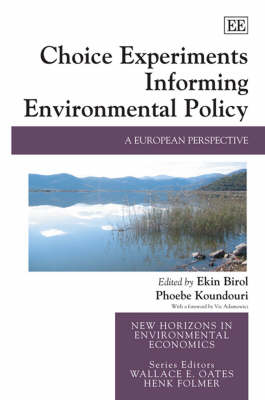 EE
Choice Experiments
Informing
Environmental Policy
A EUROPEAN PERSPECTIVE
Edited by Ekin Birol
Phoebe Koundouri
With a foreword by Vic Adamowicz
NEW HORIZONS IN
ENVIRONMENTAL
ECONOMICS
Series Editors
WALLACE E. OATES
HENK FOLMER